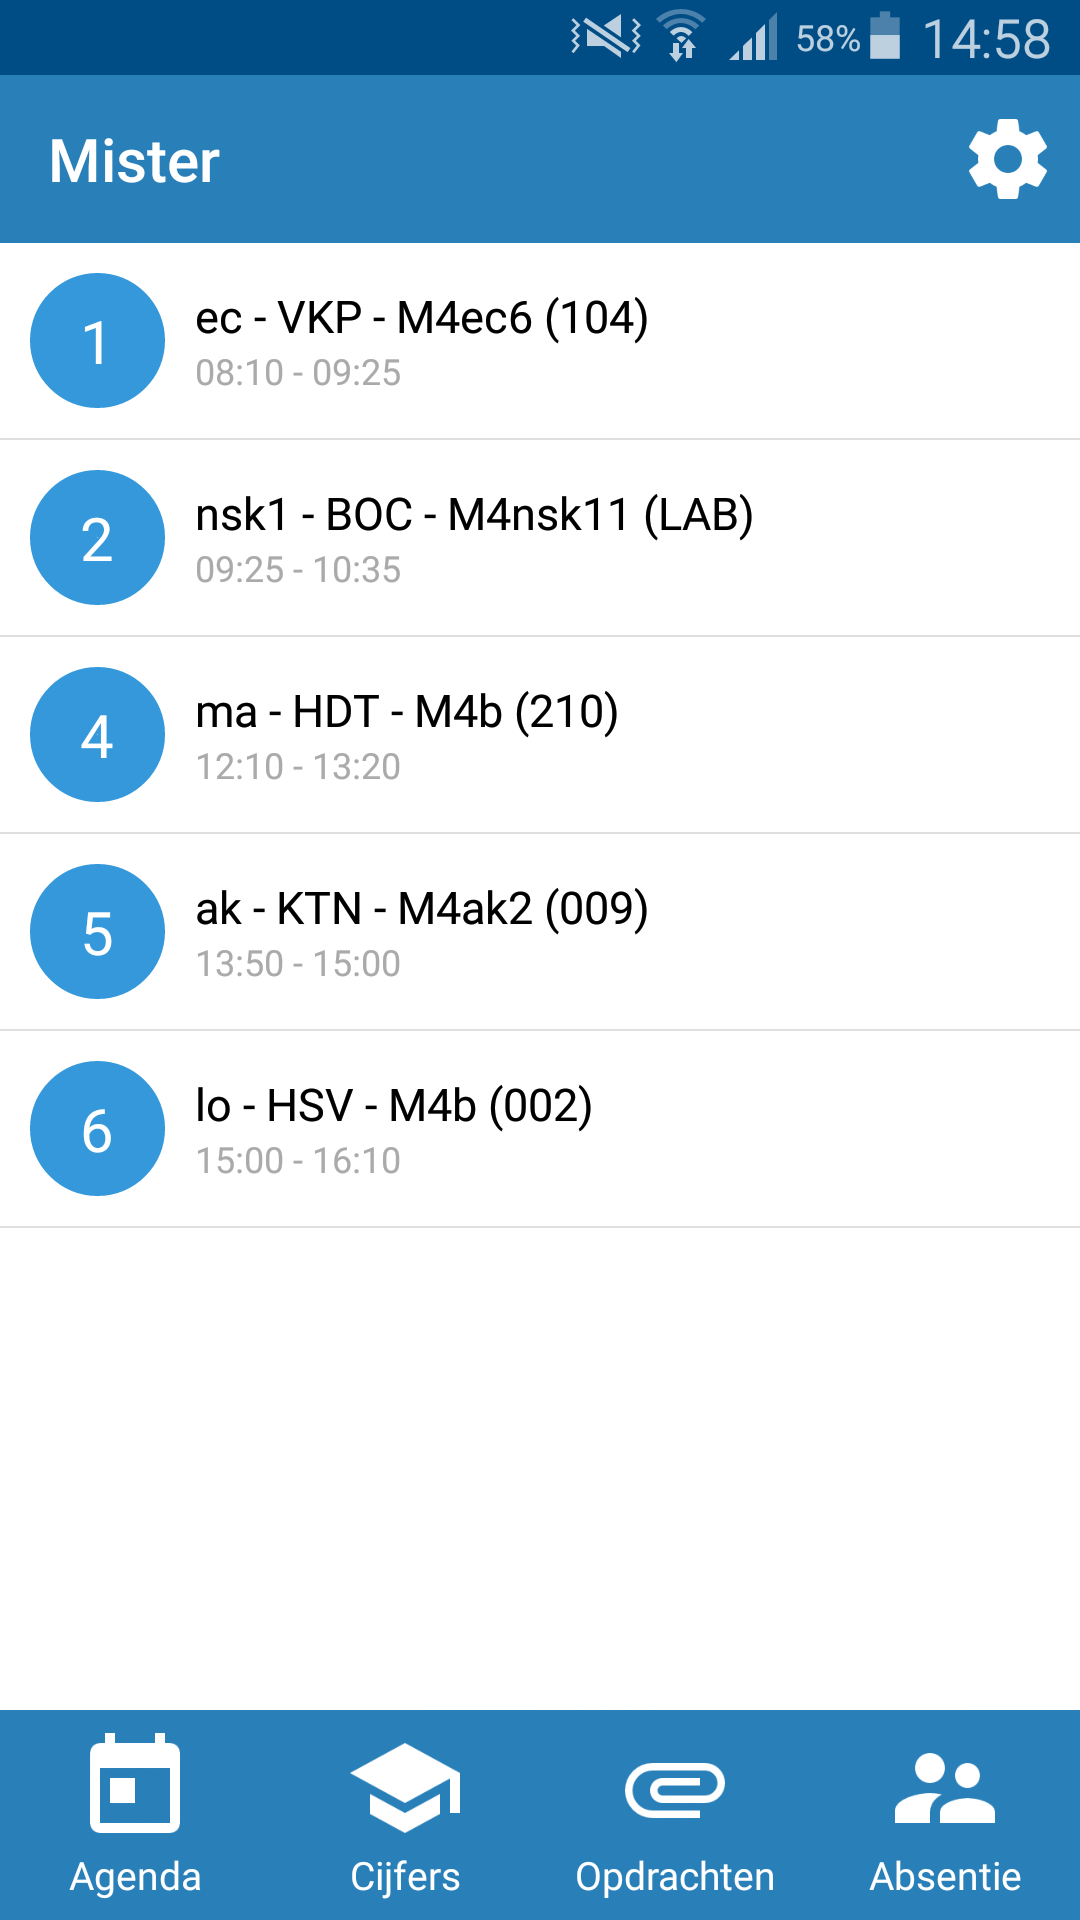 58% 14:58
Mister
1
ec - VKP - M4ec6 (104)
08:10 - 09:25
2
nsk1 - BOC - M4nsk11 (LAB)
09:25 - 10:35
4
ma - HDT - M4b (210)
12:10 - 13:20
5
ak - KTN - M4ak2 (009)
13:50 - 15:00
6
lo - HSV - M4b (002)
15:00 - 16:10
Agenda Cijfers Opdrachten Absentie